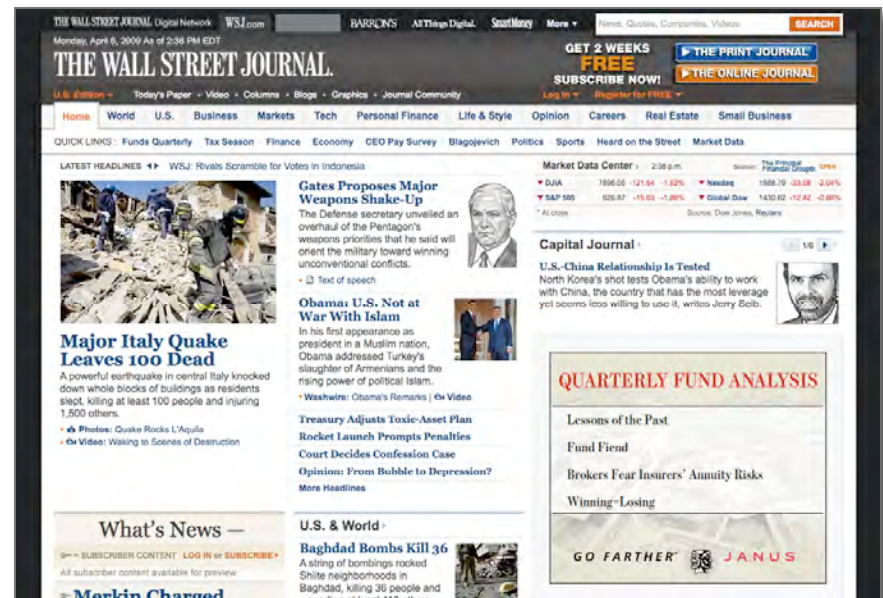 THE WALL STREET JOURNAL Digital Network WSJ.com BARRON'S All Things Digital. SmartMoney More News, Quotes, Companies, Videos SEARCH
Monday, April 6, 2009 As of 2:38 PM EDT
THE WALL STREET JOURNAL.
GET 2 WEEKS
FREE
SUBSCRIBE NOW!
THE PRINT JOURNAL
THE ONLINE JOURNAL
U.S. Edition Today's Paper • Video • Columns • Blogs • Graphics • Journal Community Log In Register for FREE
Home World U.S. Business Markets Tech Personal Finance Life & Style Opinion Careers Real Estate Small Business
QUICK LINKS: Funds Quarterly Tax Season Finance Economy CEO Pay Survey Blagojevich Politics Sports Heard on the Street Market Data
LATEST HEADLINES WSJ: Rivals Scramble for Votes in Indonesia
Major Italy Quake
Leaves 100 Dead
A powerful earthquake in central Italy knocked
down whole blocks of buildings as residents
slept, killing at least 100 people and injuring
1,500 others.
• Photos: Quake Rocks L'Aquila
• Video: Waking to Scenes of Destruction
What's News —
SUBSCRIBER CONTENT LOG IN or SUBSCRIBE
All subscriber content available for preview
Merkin Charged
Gates Proposes Major
Weapons Shake-Up
The Defense secretary unveiled an
overhaul of the Pentagon's
weapons priorities that he said will
orient the military toward winning
unconventional conflicts.
• Text of speech
Obama: U.S. Not at
War With Islam
In his first appearance as
president in a Muslim nation,
Obama addressed Turkey's
slaughter of Armenians and the
rising power of political Islam.
• Washwire: Obama's Remarks | Video
Treasury Adjusts Toxic-Asset Plan
Rocket Launch Prompts Penalties
Court Decides Confession Case
Opinion: From Bubble to Depression?
More Headlines
U.S. & World
Baghdad Bombs Kill 36
A string of bombings rocked
Shiite neighborhoods in
Baghdad, killing 36 people and
Market Data Center 2:38 p.m. The Principal
Financial Group OPEN
DJIA -121.64 -1.52% Nasdaq 1588.79 -33.08 -2.04%
S&P 500 -15.63 Global Dow 1430.62 -12.42
* At close Source: Dow Jones, Reuters
Capital Journal 1/6
U.S.-China Relationship Is Tested
North Korea's shot tests Obama's ability to work
with China, the country that has the most leverage
yet seems less willing to use it, writes Jerry Seib.
QUARTERLY FUND ANALYSIS
Lessons of the Past
Fund Fiend
Brokers Fear Insurers' Annuity Risks
Winning=Losing
GO FARTHER JANUS